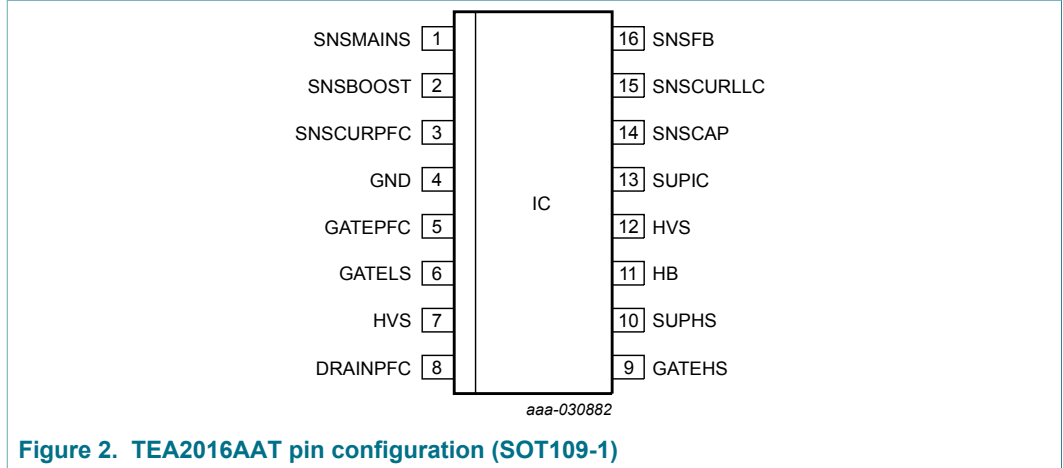 SNSMAINS 1 16 SNSFB
SNSBOOST 2 15 SNSCURLLC
SNSCURPFC 3 14 SNSCAP
GND 4 13 SUPIC
IC
GATEPFC 5 12 HVS
GATELS 6 11 HB
HVS 7 10 SUPHS
DRAINPFC 8 9 GATEHS
aaa-030882
Figure 2. TEA2016AAT pin configuration (SOT109-1)